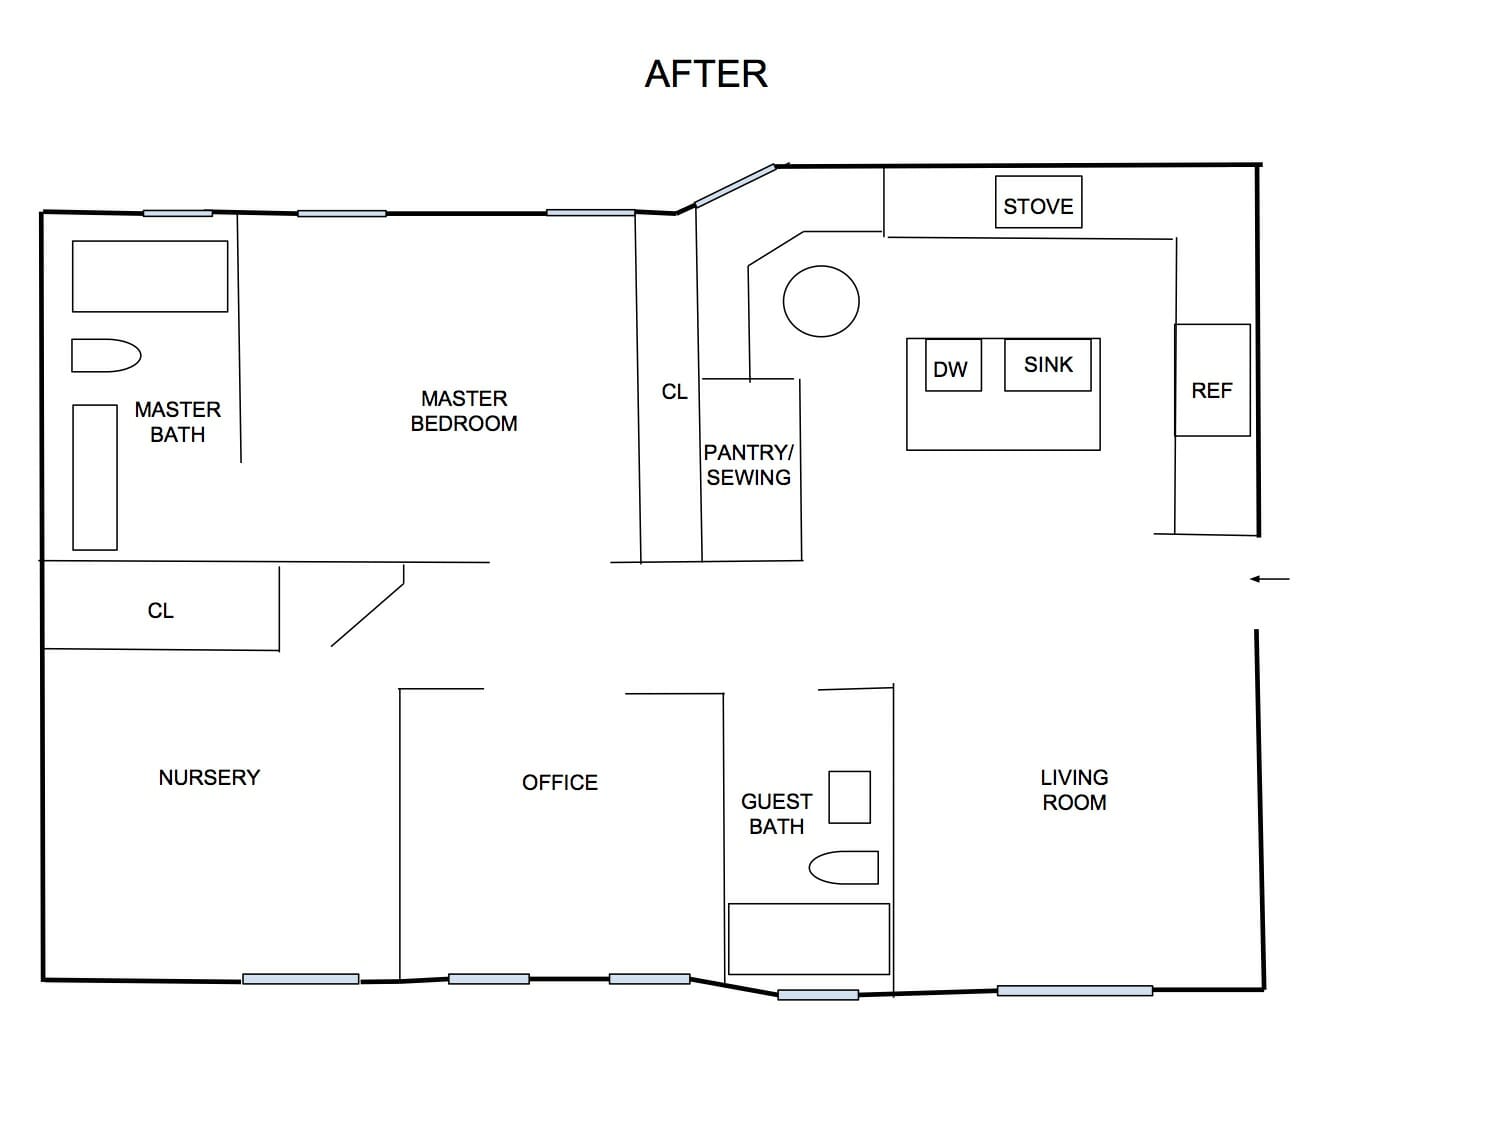 AFTER
STOVE
DW
SINK
REF
MASTER
BATH
MASTER
BEDROOM
CL
PANTRY/
SEWING
CL
NURSERY
OFFICE
GUEST
BATH
LIVING
ROOM